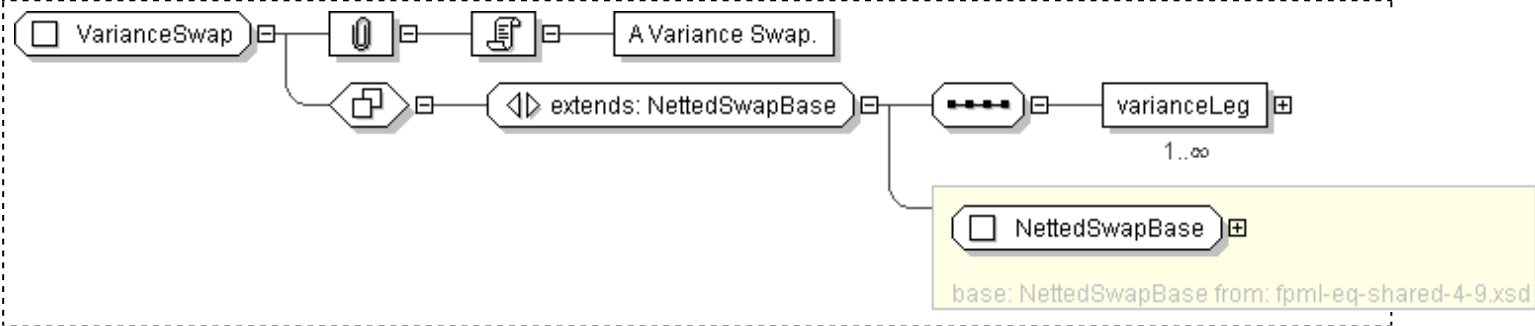 VarianceSwap
A Variance Swap.
extends: NettedSwapBase
varianceLeg
1..∞
NettedSwapBase
base: NettedSwapBase from: fpml-eq-shared-4-9.xsd